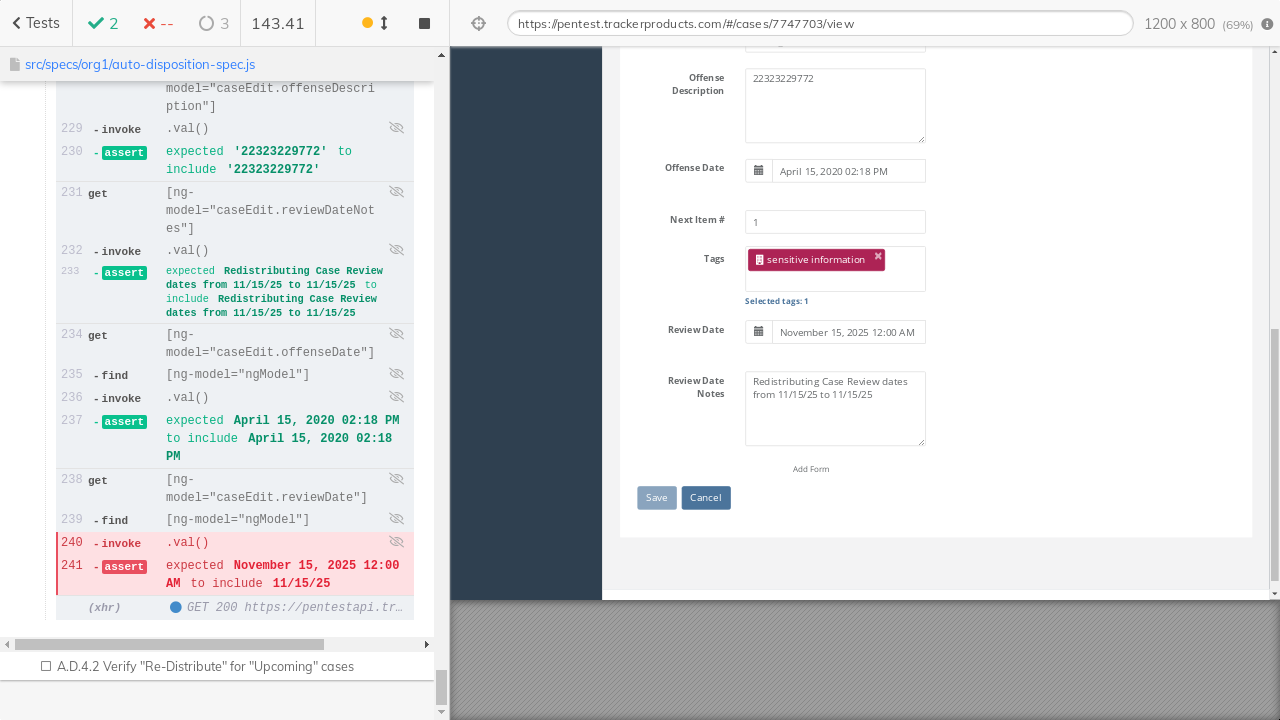 Tests
2
--
3
143.41
https://pentest.trackerproducts.com/#/cases/7747703/view
1200 x 800 (69%)
src/specs/org1/auto-disposition-spec.js
model="caseEdit.offenseDescri
ption"]
229 -invoke .val()
230 -assert expected '22323229772' to
include '22323229772'
231 get [ng-
model="caseEdit.reviewDateNot
es"]
232 -invoke .val()
233 -assert expected Redistributing Case Review
dates from 11/15/25 to 11/15/25 to
include Redistributing Case Review
dates from 11/15/25 to 11/15/25
234 get [ng-
model="caseEdit.offenseDate"]
235 -find [ng-model="ngModel"]
236 -invoke .val()
237 -assert expected April 15, 2020 02:18 PM
to include April 15, 2020 02:18
PM
238 get [ng-
model="caseEdit.reviewDate"]
239 -find [ng-model="ngModel"]
240 -invoke .val()
241 -assert expected November 15, 2025 12:00
AM to include 11/15/25
(xhr) GET 200 https://pentestapi.tr…
A.D.4.2 Verify "Re-Distribute" for "Upcoming" cases
Offense
Description
22323229772
Offense Date
April 15, 2020 02:18 PM
Next Item #
1
Tags
sensitive information
Selected tags: 1
Review Date
November 15, 2025 12:00 AM
Review Date
Notes
Redistributing Case Review dates
from 11/15/25 to 11/15/25
Add Form
Save
Cancel